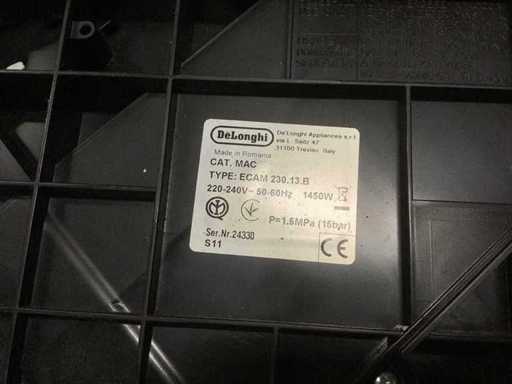 DeLonghi
De'Longhi Appliances s.r.l.
via L. Seitz 47
31100 Treviso Italy
Made in Romania
CAT. MAC
TYPE: ECAM 230.13.B
220-240V~ 50-60Hz 1450W
P=1.5MPa (15bar)
Ser.Nr.24330
S11
CE